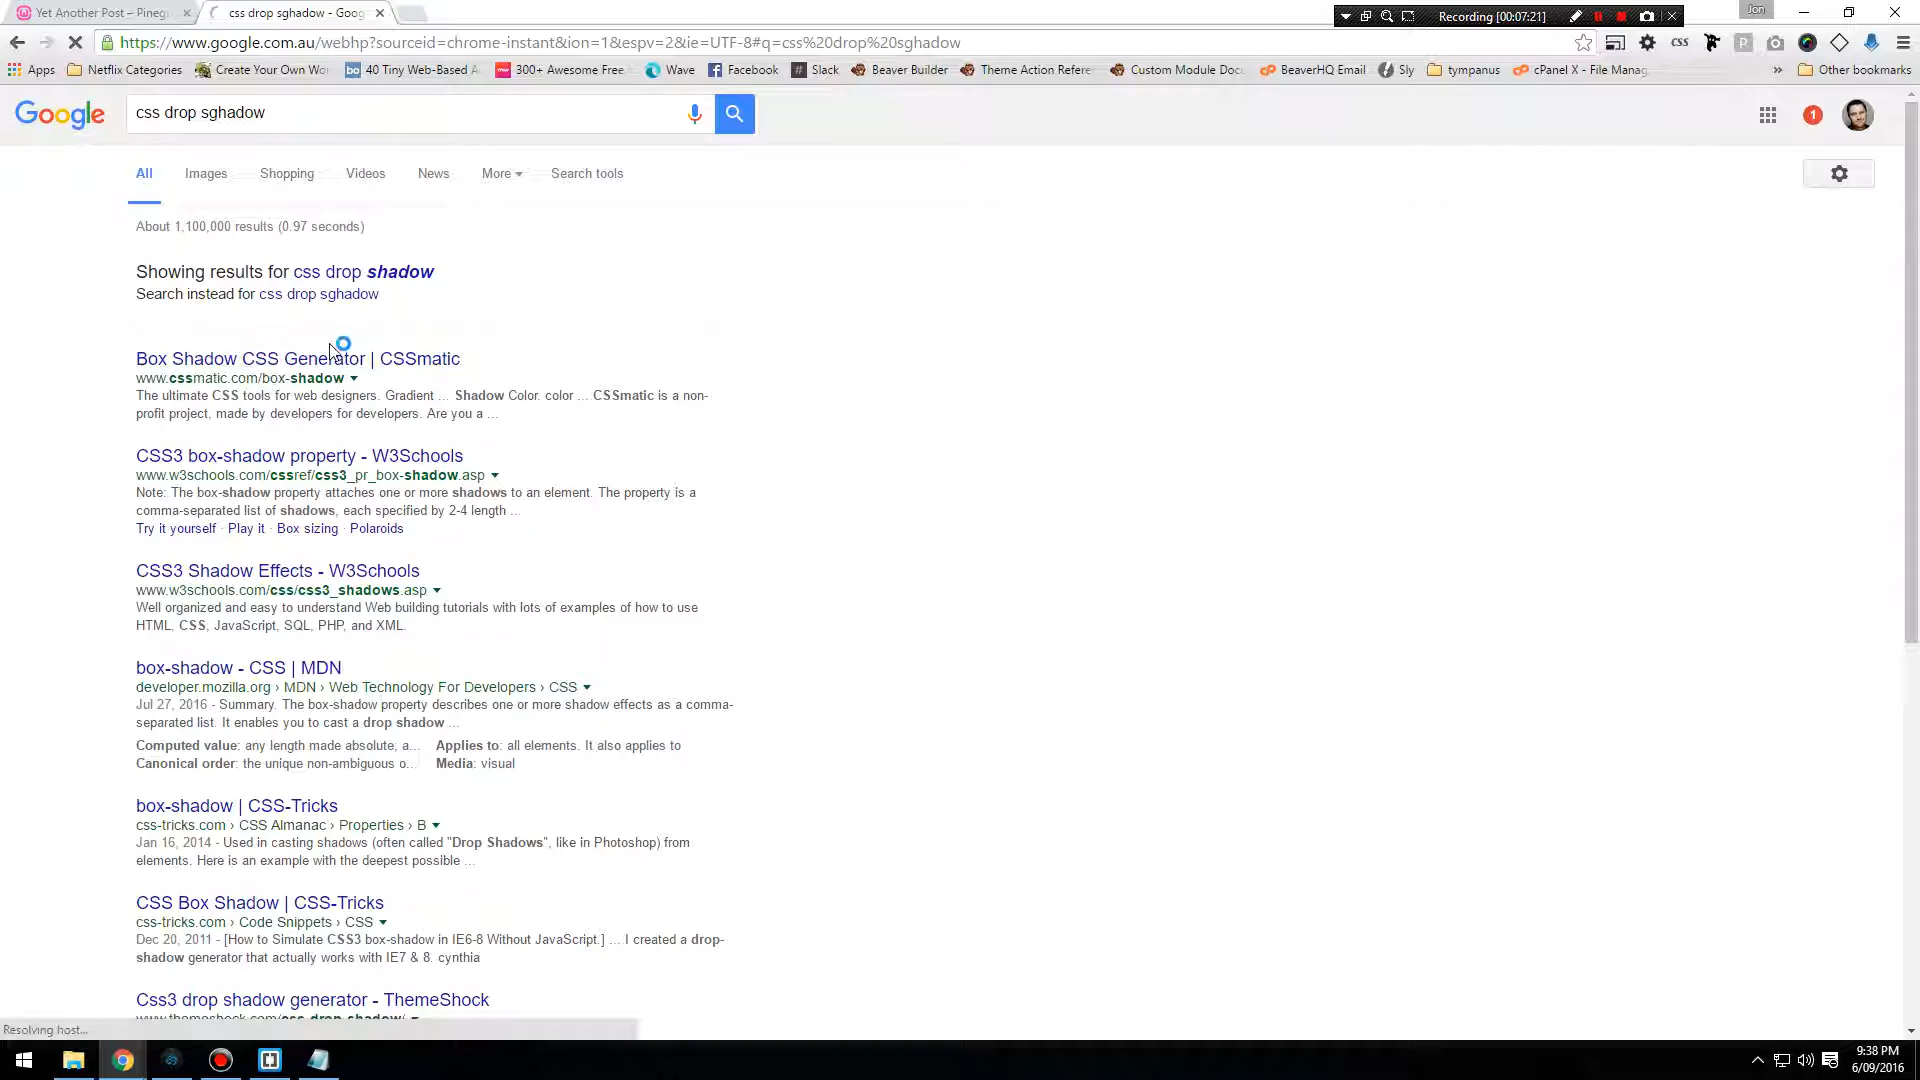 Yet Another Post – Pineg
css drop sghadow - Goog
Recording [00:07:21]
Jon
https://www.google.com.au/webhp?sourceid=chrome-instant&ion=1&espv=2&ie=UTF-8#q=css%20drop%20sghadow
css
Apps
Netflix Categories
Create Your Own Wo
40 Tiny Web-Based A
300+ Awesome Free
Wave
Facebook
Slack
Beaver Builder
Theme Action Refere
Custom Module Doc
BeaverHQ Email
Sly
tympanus
cPanel X - File Manag
Other bookmarks
Google
css drop sghadow
1
All
Images
Shopping
Videos
News
More
Search tools
About 1,100,000 results (0.97 seconds)
Showing results for css drop shadow
Search instead for css drop sghadow
Box Shadow CSS Generator | CSSmatic
www.cssmatic.com/box-shadow
The ultimate CSS tools for web designers. Gradient ... Shadow Color. color ... CSSmatic is a non-
profit project, made by developers for developers. Are you a ...
CSS3 box-shadow property - W3Schools
www.w3schools.com/cssref/css3_pr_box-shadow.asp
Note: The box-shadow property attaches one or more shadows to an element. The property is a
comma-separated list of shadows, each specified by 2-4 length ...
Try it yourself · Play it · Box sizing · Polaroids
CSS3 Shadow Effects - W3Schools
www.w3schools.com/css/css3_shadows.asp
Well organized and easy to understand Web building tutorials with lots of examples of how to use
HTML, CSS, JavaScript, SQL, PHP, and XML.
box-shadow - CSS | MDN
developer.mozilla.org › MDN › Web Technology For Developers › CSS
Jul 27, 2016 - Summary. The box-shadow property describes one or more shadow effects as a comma-
separated list. It enables you to cast a drop shadow ...
Computed value: any length made absolute; a... Applies to: all elements. It also applies to
Canonical order: the unique non-ambiguous o... Media: visual
box-shadow | CSS-Tricks
css-tricks.com › CSS Almanac › Properties › B
Jan 16, 2014 - Used in casting shadows (often called "Drop Shadows", like in Photoshop) from
elements. Here is an example with the deepest possible ...
CSS Box Shadow | CSS-Tricks
css-tricks.com › Code Snippets › CSS
Dec 20, 2011 - [How to Simulate CSS3 box-shadow in IE6-8 Without JavaScript.] ... I created a drop-
shadow generator that actually works with IE7 & 8. cynthia
Css3 drop shadow generator - ThemeShock
www.themeshock.com/css-drop-shadow/
Resolving host...
9:38 PM
6/09/2016